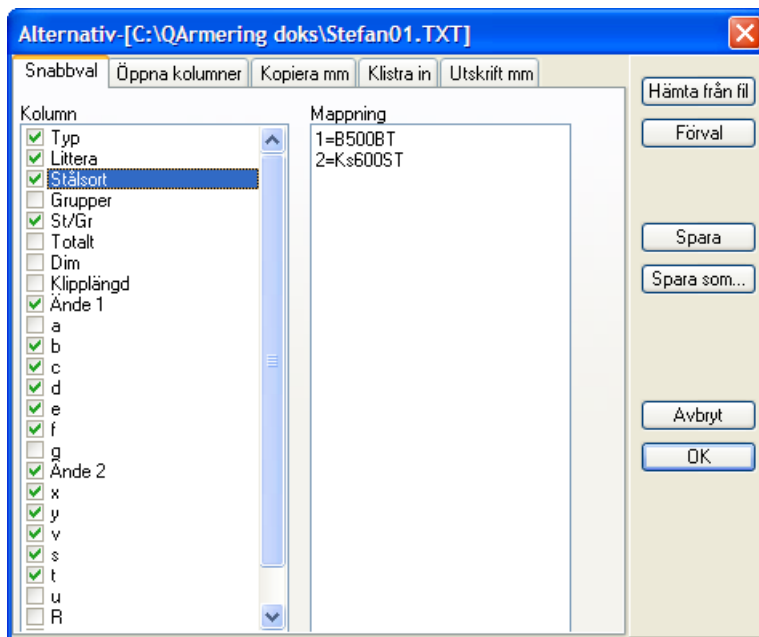 Alternativ-[C:\QArmering doks\Stefan01.TXT]
Snabbval
Öppna kolumner
Kopiera mm
Klistra in
Utskrift mm
Kolumn
Typ
Littera
Stålsort
Grupper
St/Gr
Totalt
Dim
Klipplängd
Ände 1
a
b
c
d
e
f
g
Ände 2
x
y
v
s
t
u
R
Mappning
1=B500BT
2=Ks600ST
Hämta från fil
Förval
Spara
Spara som...
Avbryt
OK